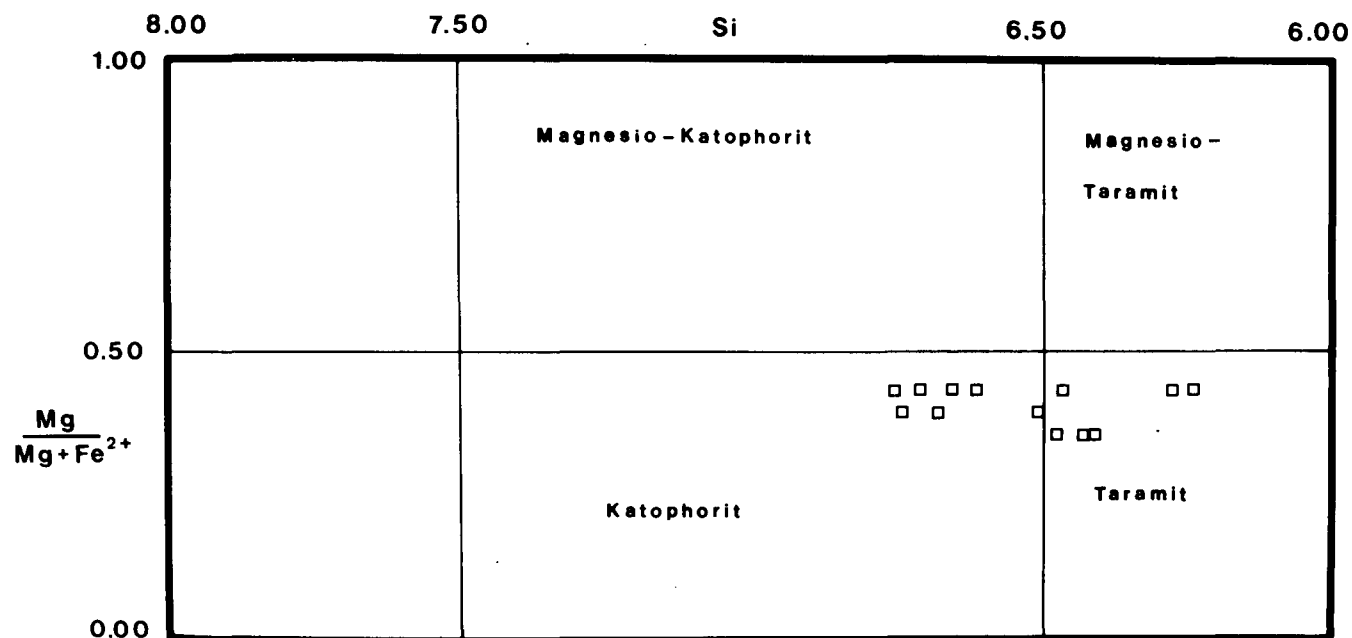 8.00 7.50 Si 6.50 6.00
1.00
Magnesio-Katophorit
Magnesio-
Taramit
0.50
Mg
Mg+Fe²⁺
Katophorit
Taramit
0.00